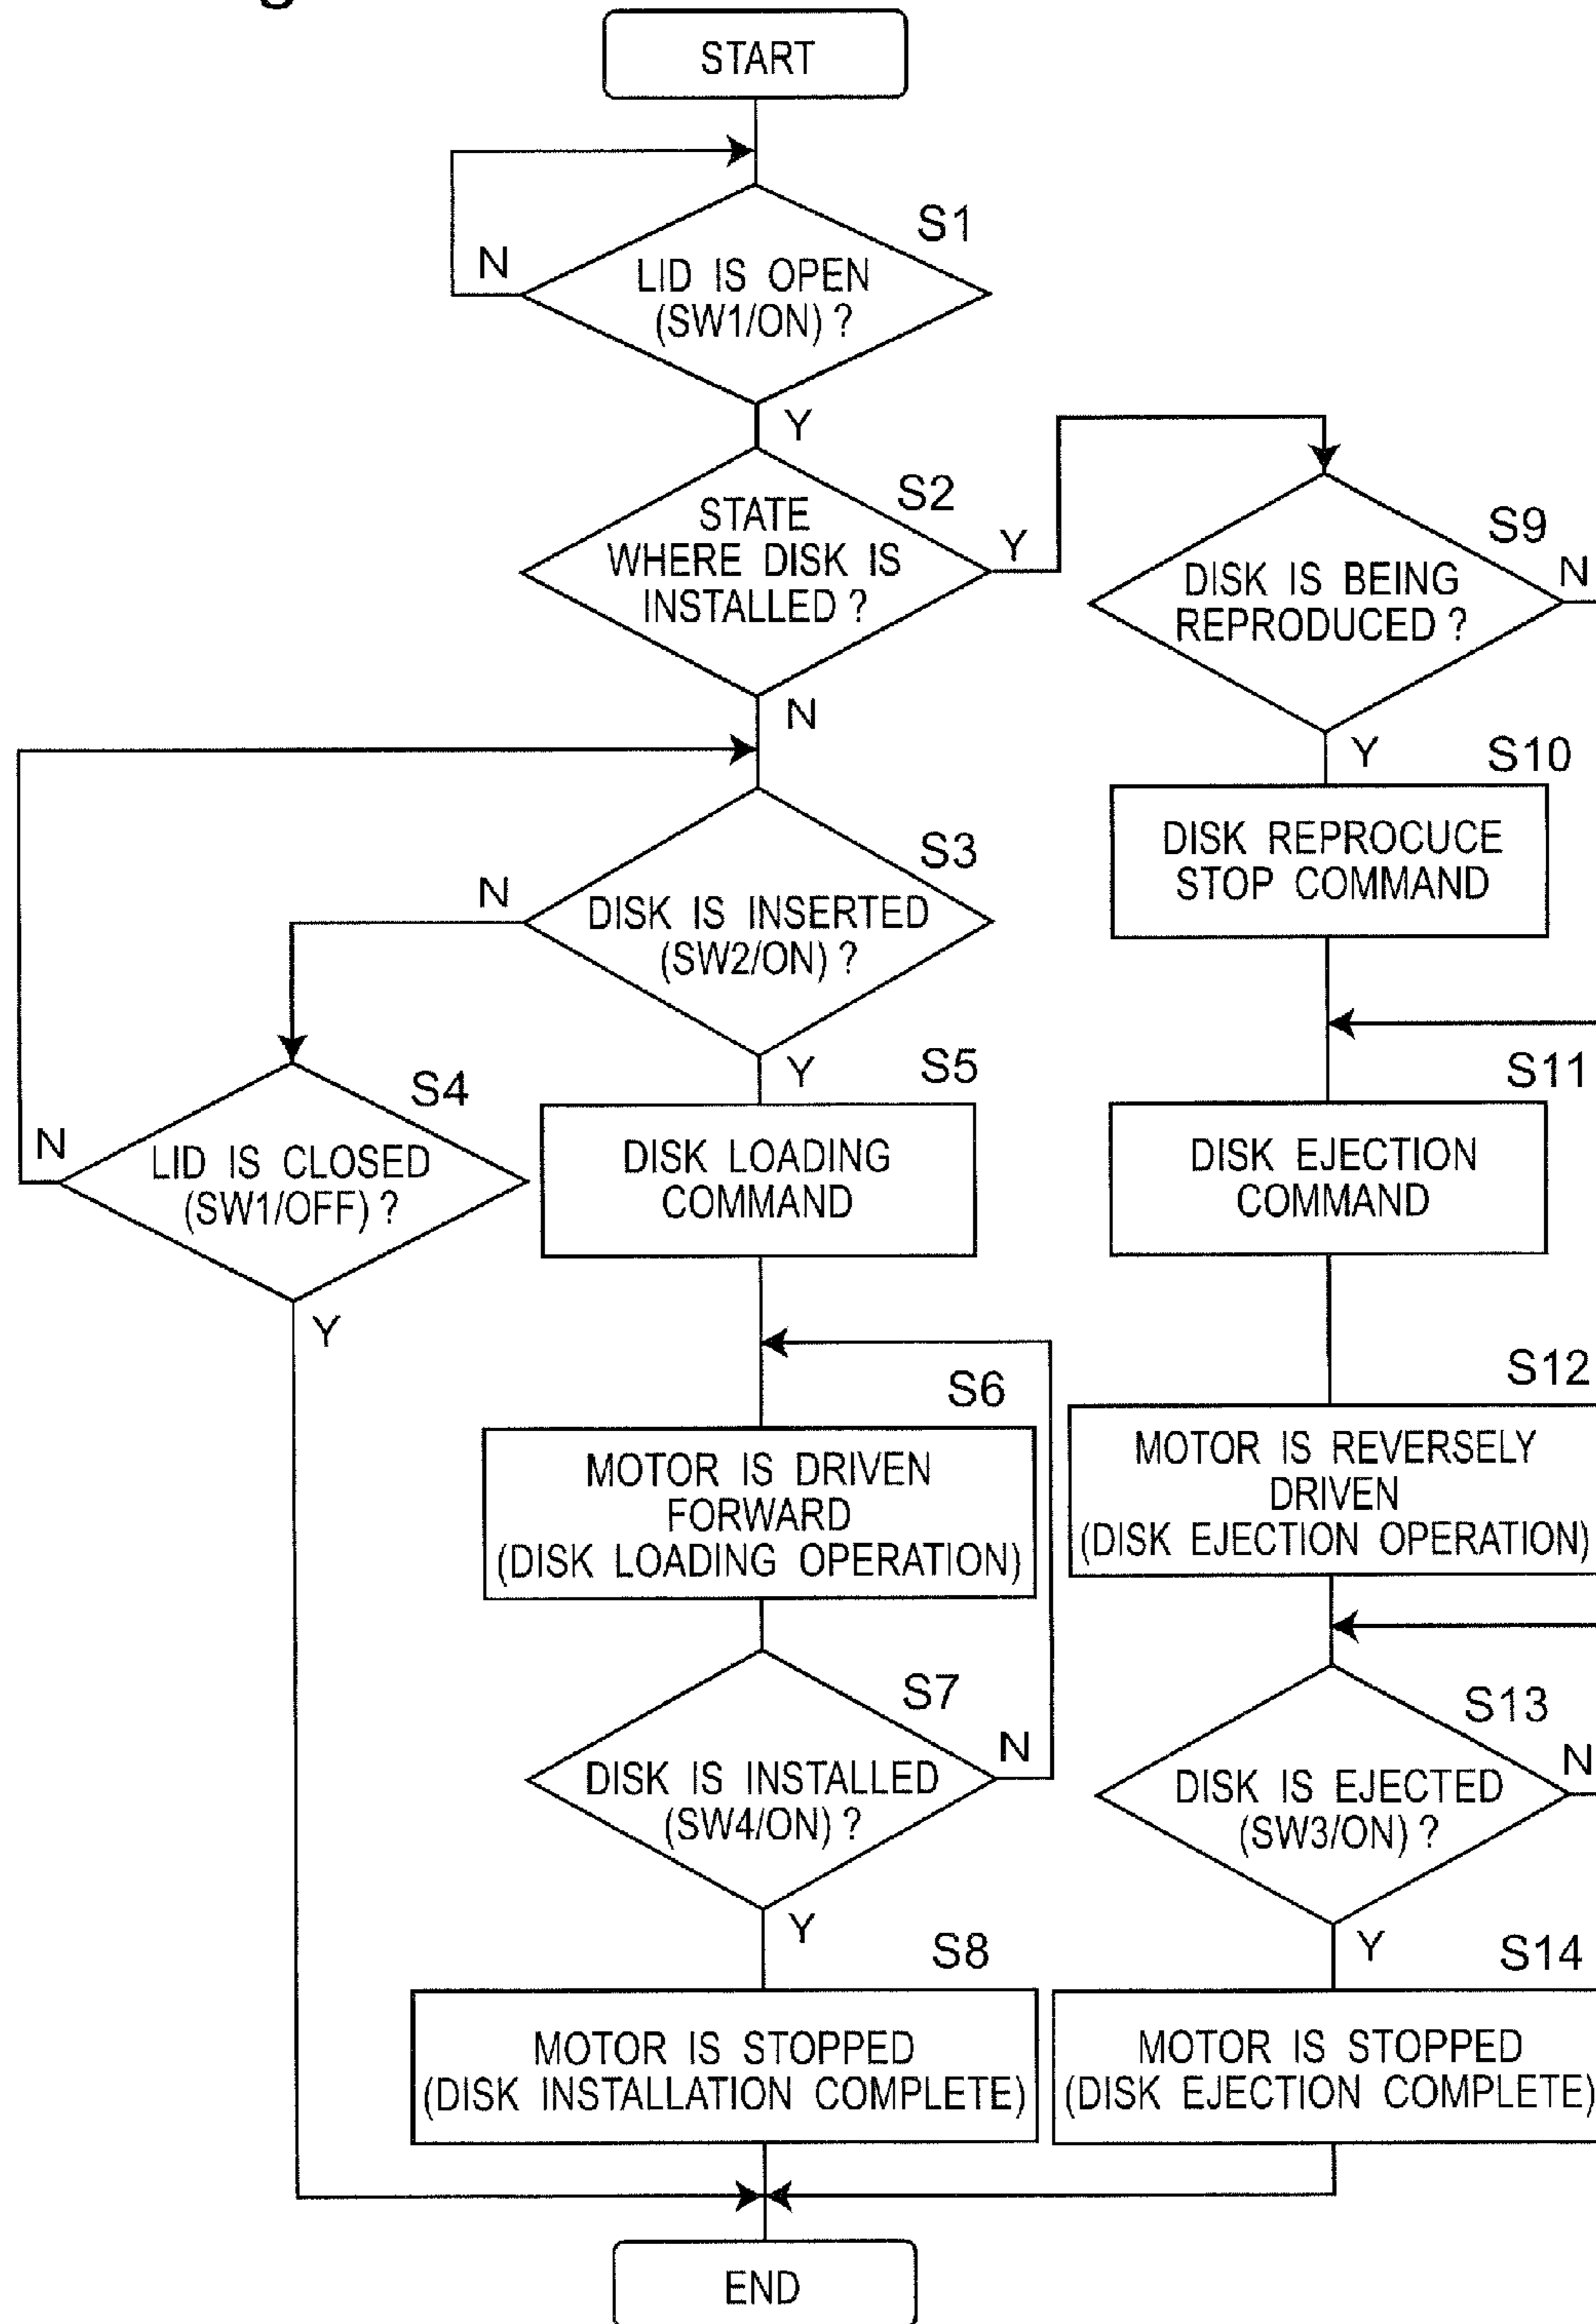 START
S1
N
LID IS OPEN
(SW1/ON) ?
Y
S2
STATE
WHERE DISK IS
INSTALLED ?
Y
N
S3
N
DISK IS INSERTED
(SW2/ON) ?
Y
S4
N
LID IS CLOSED
(SW1/OFF) ?
Y
S5
DISK LOADING
COMMAND
S6
MOTOR IS DRIVEN
FORWARD
(DISK LOADING OPERATION)
S7
N
DISK IS INSTALLED
(SW4/ON) ?
Y
S8
MOTOR IS STOPPED
(DISK INSTALLATION COMPLETE)
S9
N
DISK IS BEING
REPRODUCED ?
Y
S10
DISK REPROCUCE
STOP COMMAND
S11
DISK EJECTION
COMMAND
S12
MOTOR IS REVERSELY
DRIVEN
(DISK EJECTION OPERATION)
S13
N
DISK IS EJECTED
(SW3/ON) ?
Y
S14
MOTOR IS STOPPED
(DISK EJECTION COMPLETE)
END